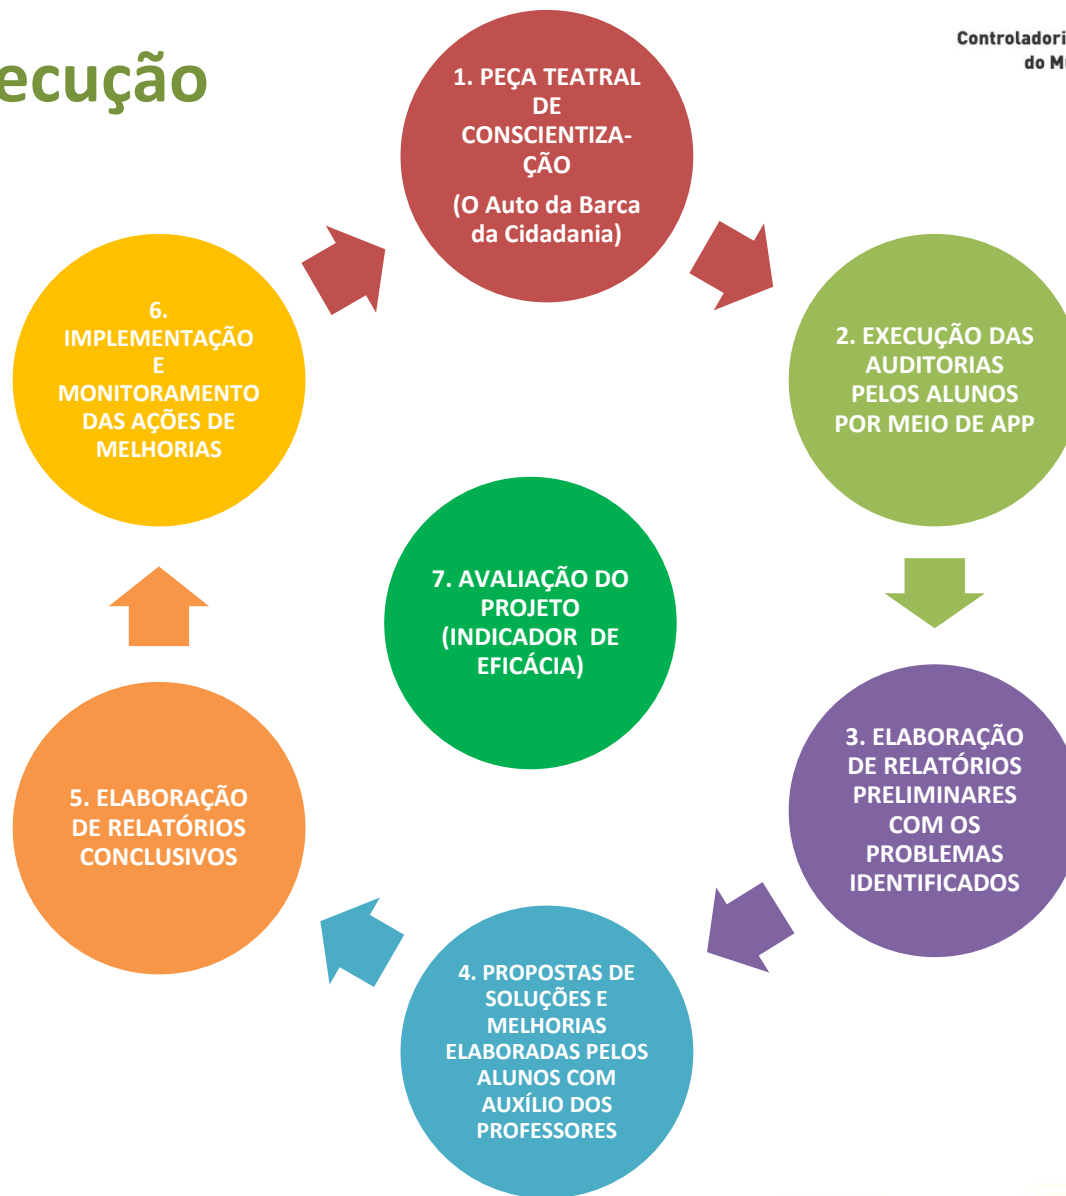 ecução
Controladori
do Mu
1. PEÇA TEATRAL
DE
CONSCIENTIZA-
ÇÃO
(O Auto da Barca
da Cidadania)
2. EXECUÇÃO DAS
AUDITORIAS
PELOS ALUNOS
POR MEIO DE APP
3. ELABORAÇÃO
DE RELATÓRIOS
PRELIMINARES
COM OS
PROBLEMAS
IDENTIFICADOS
4. PROPOSTAS DE
SOLUÇÕES E
MELHORIAS
ELABORADAS PELOS
ALUNOS COM
AUXÍLIO DOS
PROFESSORES
5. ELABORAÇÃO
DE RELATÓRIOS
CONCLUSIVOS
6.
IMPLEMENTAÇÃO
E
MONITORAMENTO
DAS AÇÕES DE
MELHORIAS
7. AVALIAÇÃO DO
PROJETO
(INDICADOR DE
EFICÁCIA)